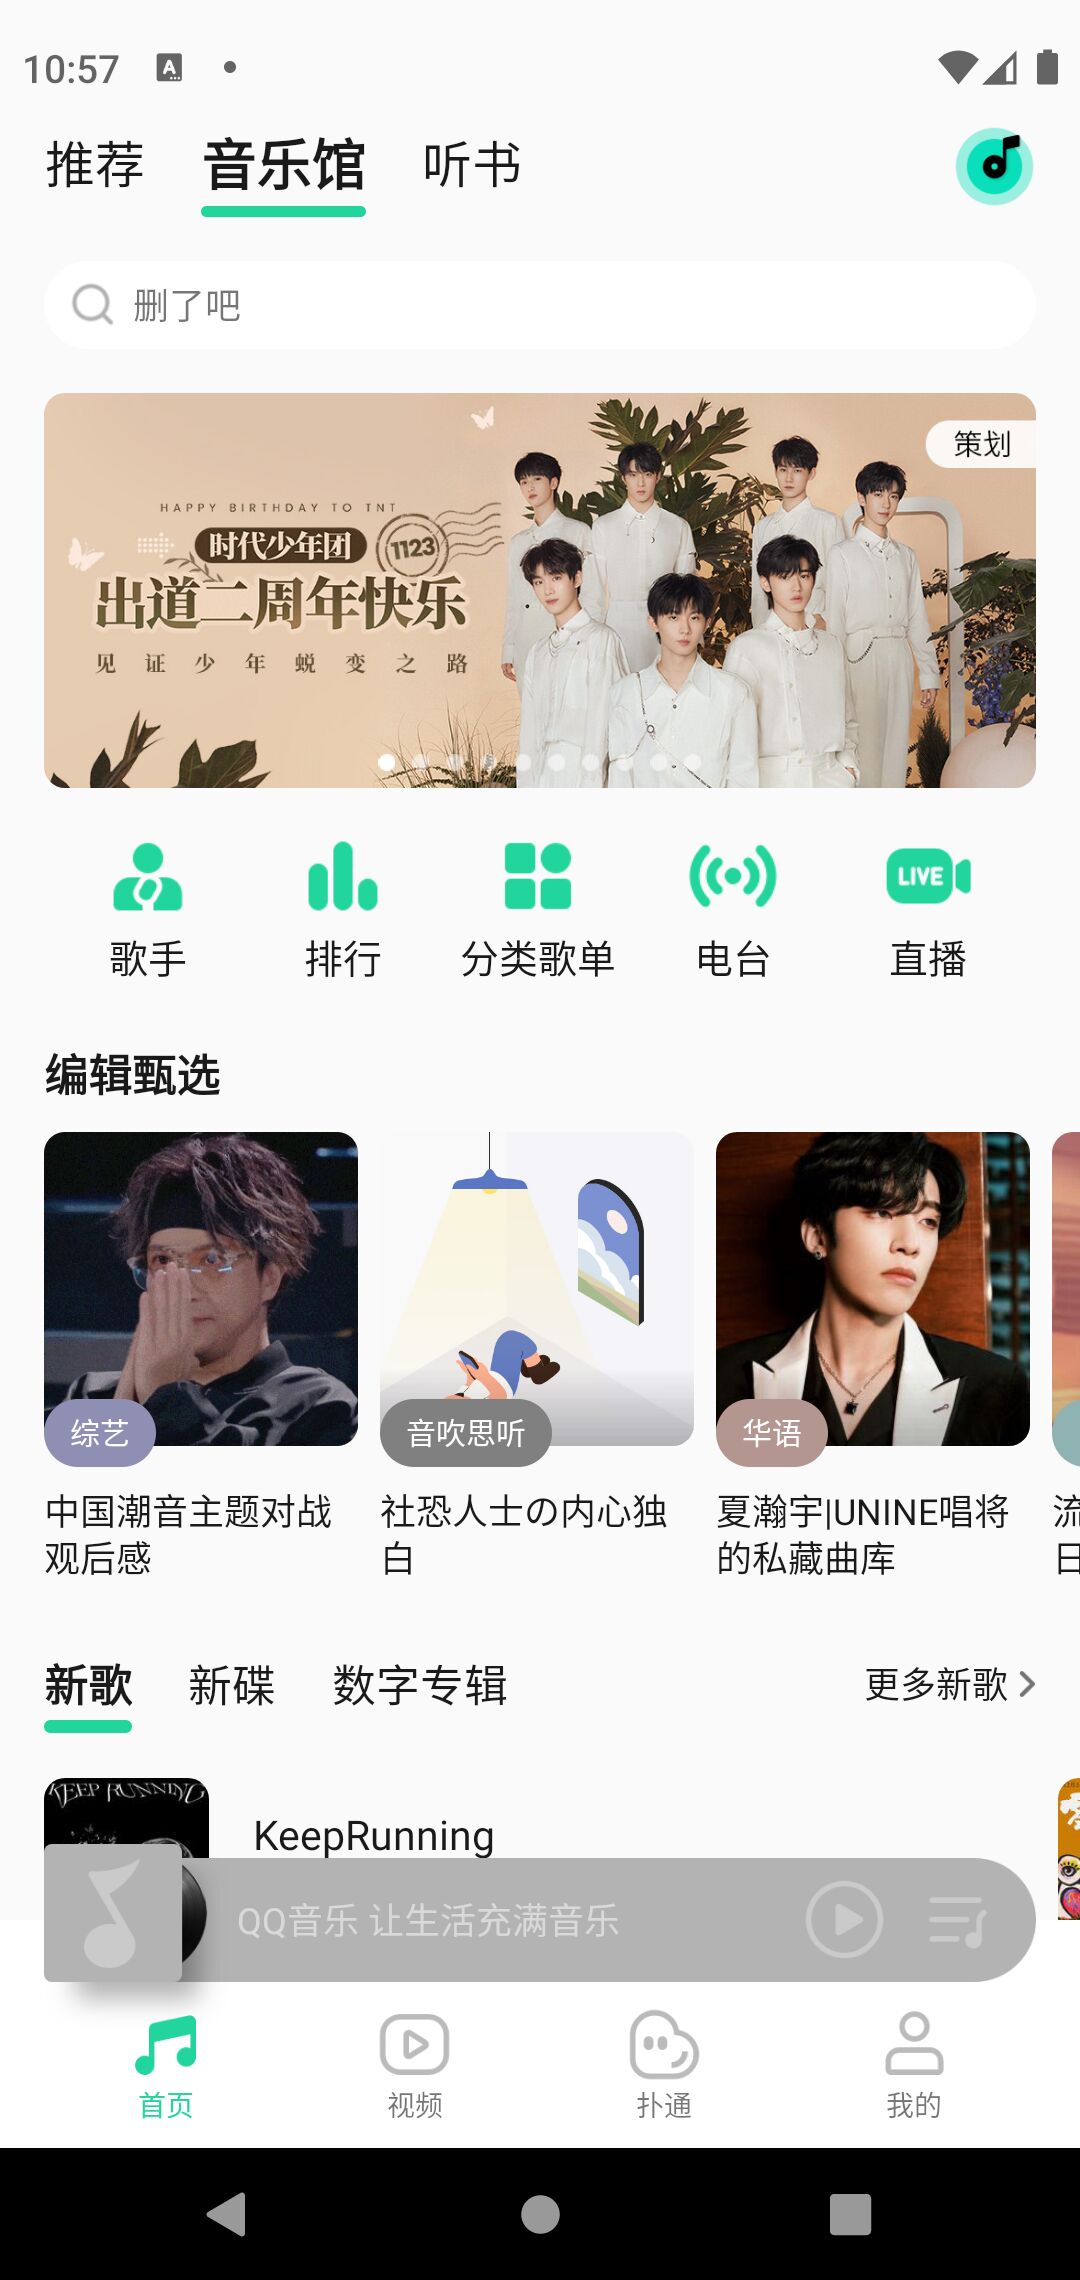 10:57
推荐 音乐馆 听书
删了吧
策划
HAPPY BIRTHDAY TO TNT
时代少年团 1123
出道二周年快乐
见证少年蜕变之路
LIVE
歌手 排行 分类歌单 电台 直播
编辑甄选
综艺 音吹思听 华语
中国潮音主题对战 社恐人士の内心独 夏瀚宇|UNINE唱将 流
观后感 白 的私藏曲库 日
新歌 新碟 数字专辑 更多新歌
KEEP RUNNING
KeepRunning
QQ音乐 让生活充满音乐
首页 视频 扑通 我的